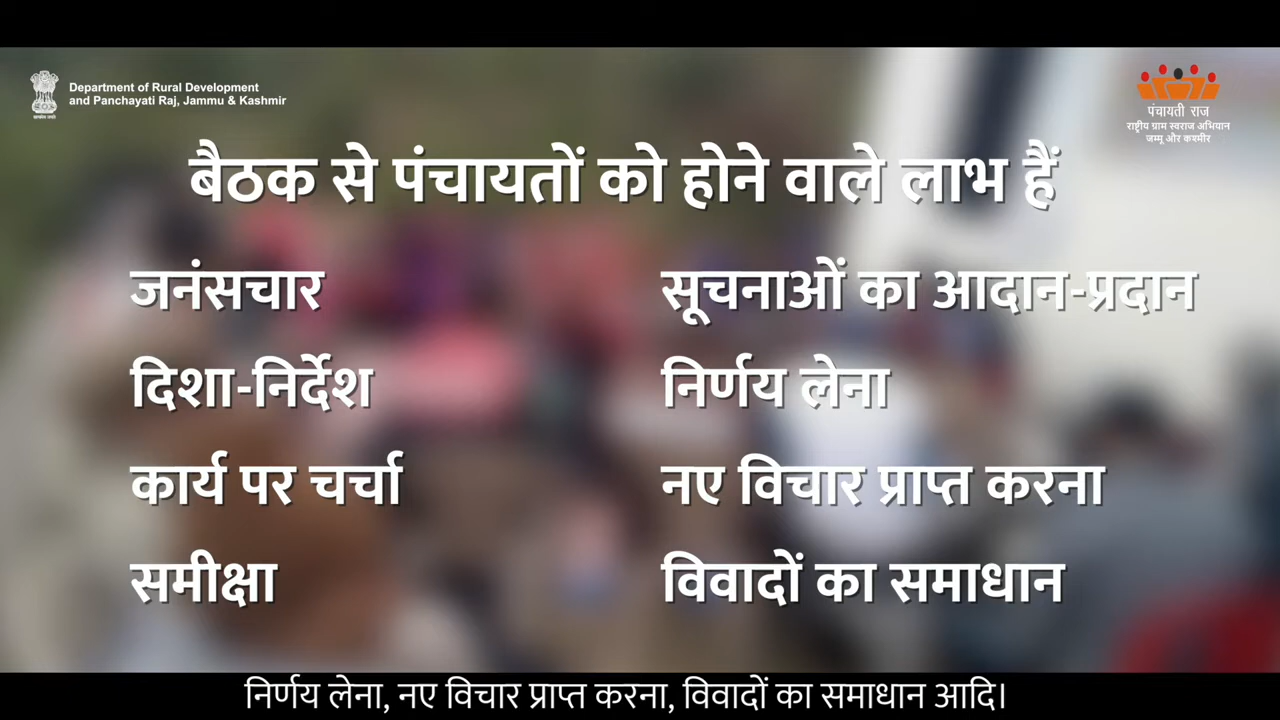 Department of Rural Development
and Panchayati Raj, Jammu & Kashmir
पंचायती राज
राष्ट्रीय ग्राम स्वराज अभियान
जम्मू और कश्मीर
बैठक से पंचायतों को होने वाले लाभ हैं
जनंसचार
सूचनाओं का आदान-प्रदान
दिशा-निर्देश
निर्णय लेना
कार्य पर चर्चा
नए विचार प्राप्त करना
समीक्षा
विवादों का समाधान
निर्णय लेना, नए विचार प्राप्त करना, विवादों का समाधान आदि।